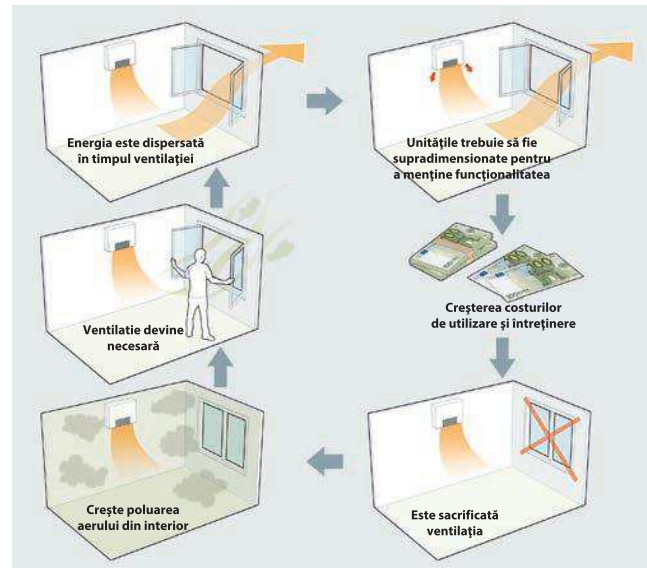 Energia este dispersată
în timpul ventilației
Unitățile trebuie să fie
supradimensionate pentru
a menține funcționalitatea
Ventilatie devine
necesară
Creșterea costurilor
de utilizare și întreținere
Crește poluarea
aerului din interior
Este sacrificată
ventilația